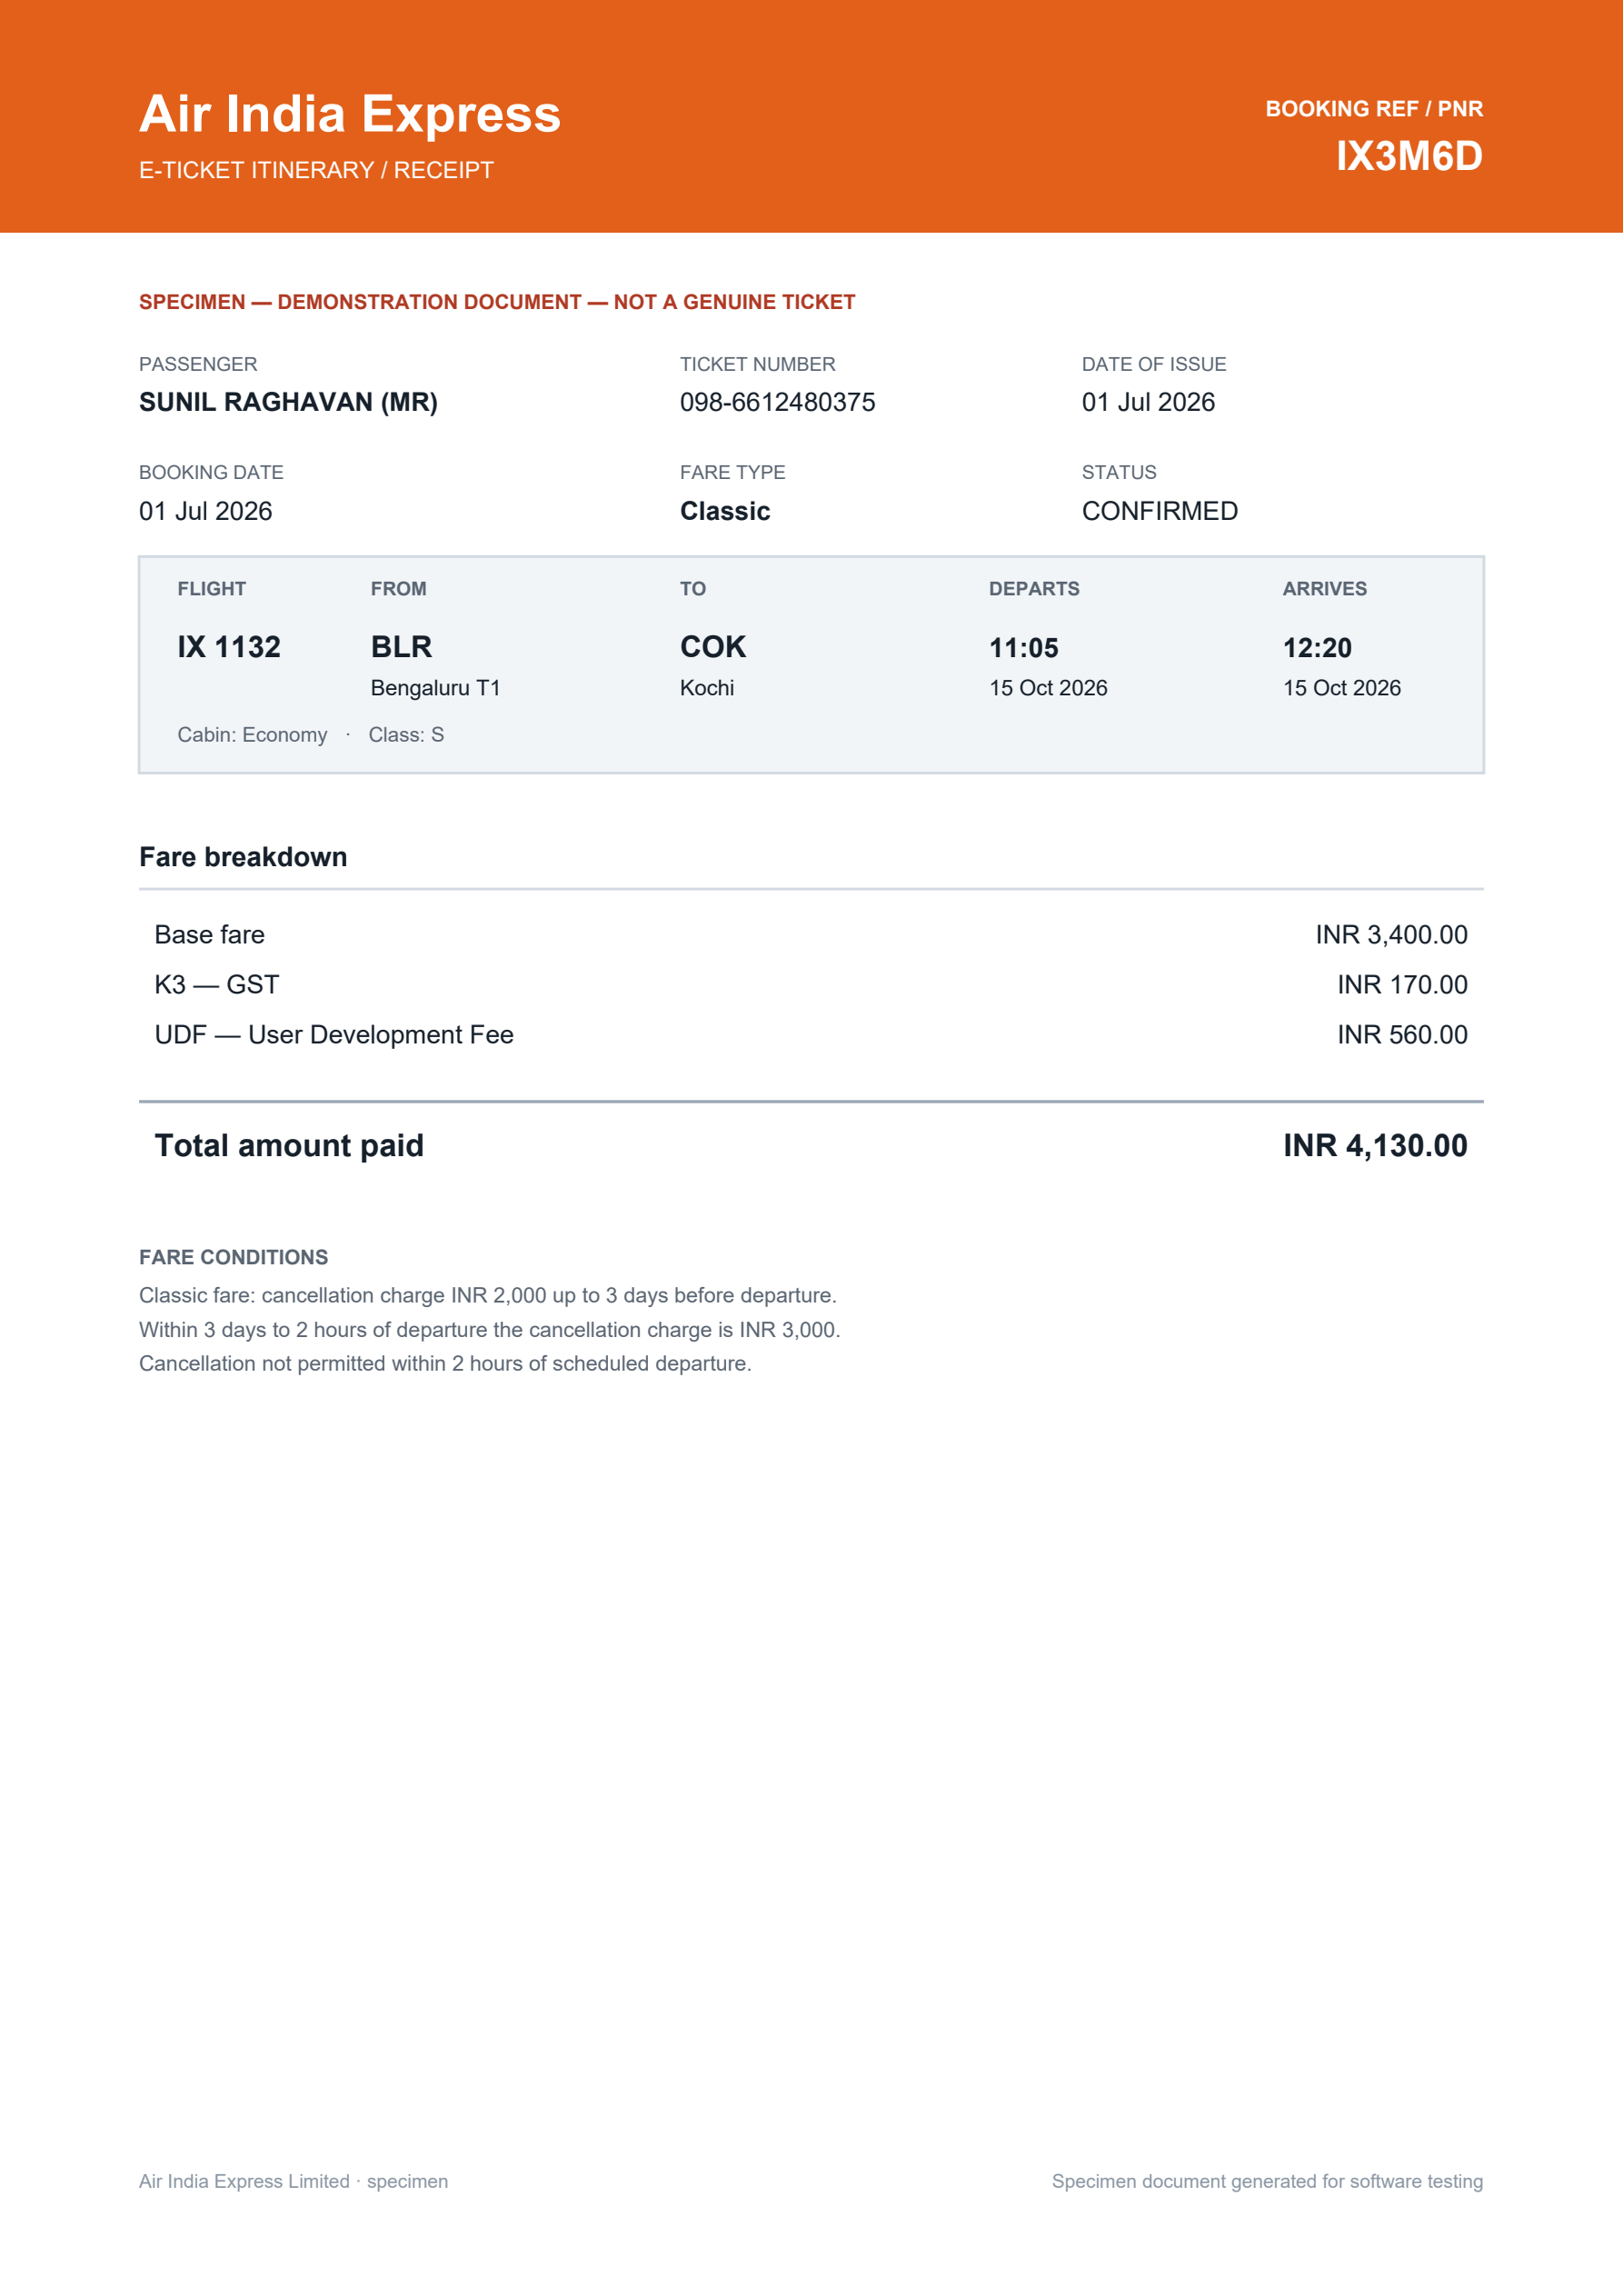 Air India Express
E-TICKET ITINERARY / RECEIPT
BOOKING REF / PNR
IX3M6D
SPECIMEN — DEMONSTRATION DOCUMENT — NOT A GENUINE TICKET
PASSENGER TICKET NUMBER DATE OF ISSUE
SUNIL RAGHAVAN (MR) 098-6612480375 01 Jul 2026
BOOKING DATE FARE TYPE STATUS
01 Jul 2026 Classic CONFIRMED
FLIGHT FROM TO DEPARTS ARRIVES
IX 1132 BLR COK 11:05 12:20
Bengaluru T1 Kochi 15 Oct 2026 15 Oct 2026
Cabin: Economy · Class: S
Fare breakdown
Base fare INR 3,400.00
K3 — GST INR 170.00
UDF — User Development Fee INR 560.00
Total amount paid INR 4,130.00
FARE CONDITIONS
Classic fare: cancellation charge INR 2,000 up to 3 days before departure.
Within 3 days to 2 hours of departure the cancellation charge is INR 3,000.
Cancellation not permitted within 2 hours of scheduled departure.
Air India Express Limited · specimen Specimen document generated for software testing